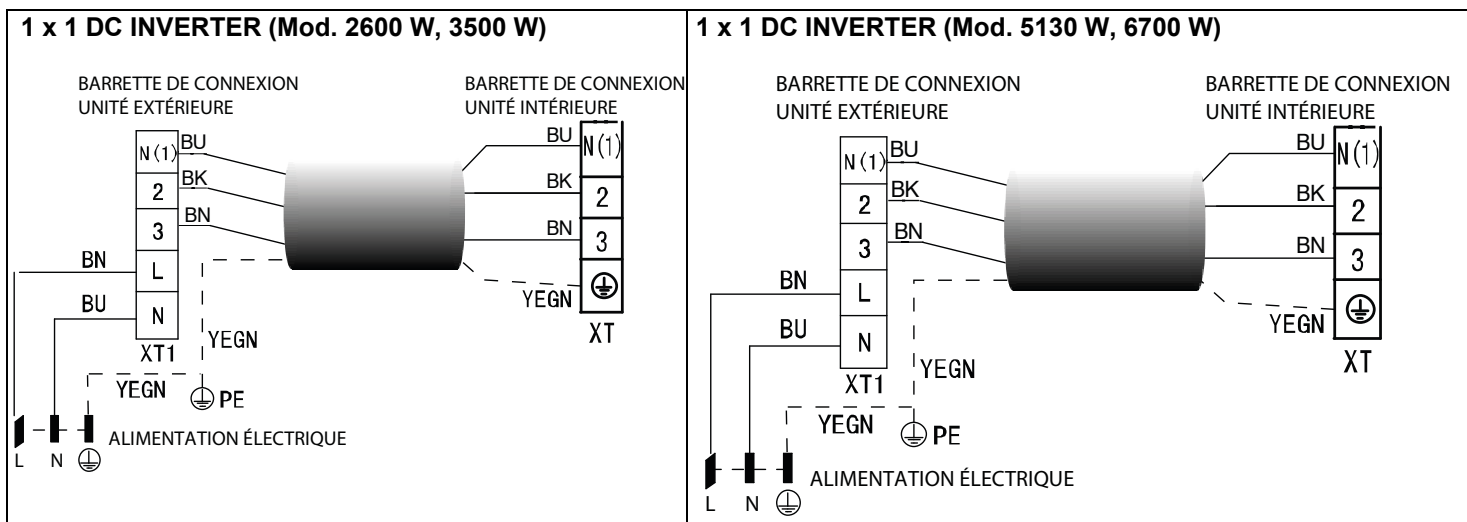 1 x 1 DC INVERTER (Mod. 2600 W, 3500 W)
BARRETTE DE CONNEXION
UNITÉ EXTÉRIEURE
BARRETTE DE CONNEXION
UNITÉ INTÉRIEURE
N(1)
BU
BU
N(1)
2
BK
BK
2
3
BN
BN
3
BN
L
YEGN
BU
N
YEGN
XT
XT1
YEGN
PE
ALIMENTATION ÉLECTRIQUE
L
N
1 x 1 DC INVERTER (Mod. 5130 W, 6700 W)
BARRETTE DE CONNEXION
UNITÉ EXTÉRIEURE
BARRETTE DE CONNEXION
UNITÉ INTÉRIEURE
N(1)
BU
BU
N(1)
2
BK
BK
2
3
BN
BN
3
BN
L
YEGN
BU
N
YEGN
XT
XT1
YEGN
PE
ALIMENTATION ÉLECTRIQUE
L
N